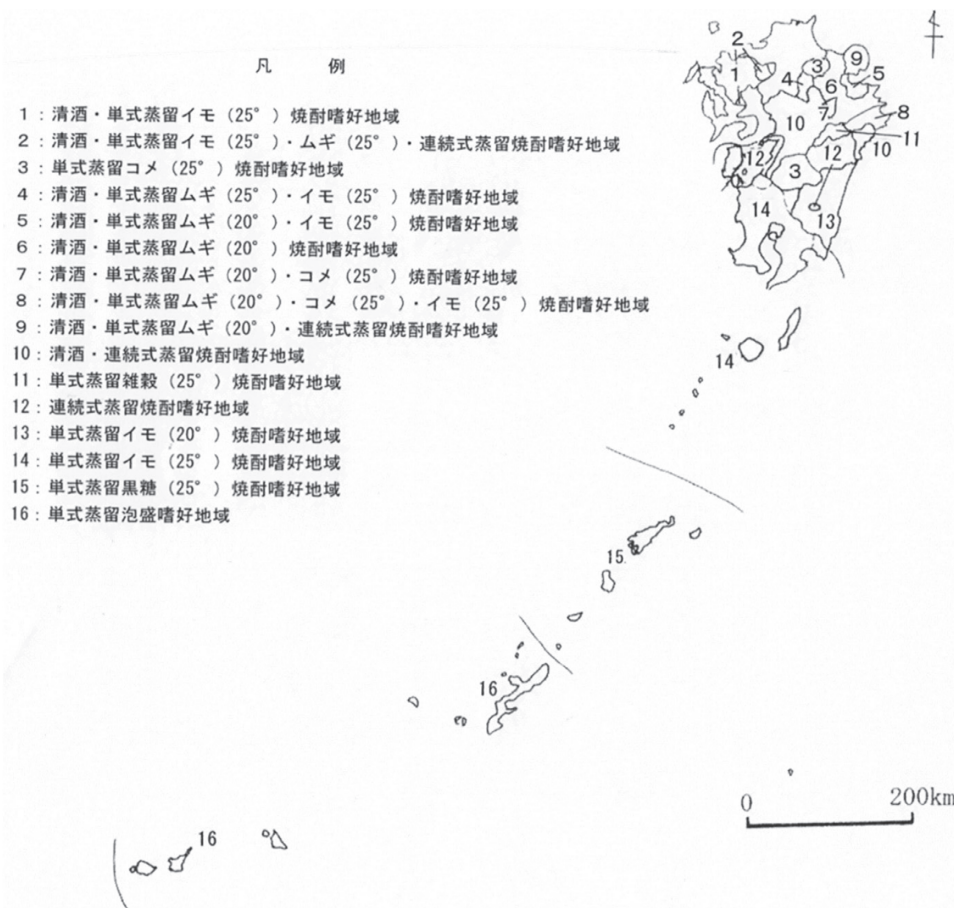 凡 例
1：清酒・単式蒸留イモ（25°）焼酎嗜好地域
2：清酒・単式蒸留イモ（25°）・ムギ（25°）・連続式蒸留焼酎嗜好地域
3：単式蒸留コメ（25°）焼酎嗜好地域
4：清酒・単式蒸留ムギ（25°）・イモ（25°）焼酎嗜好地域
5：清酒・単式蒸留ムギ（20°）・イモ（25°）焼酎嗜好地域
6：清酒・単式蒸留ムギ（20°）焼酎嗜好地域
7：清酒・単式蒸留ムギ（20°）・コメ（25°）焼酎嗜好地域
8：清酒・単式蒸留ムギ（20°）・コメ（25°）・イモ（25°）焼酎嗜好地域
9：清酒・単式蒸留ムギ（20°）・連続式蒸留焼酎嗜好地域
10：清酒・連続式蒸留焼酎嗜好地域
11：単式蒸留雑穀（25°）焼酎嗜好地域
12：連続式蒸留焼酎嗜好地域
13：単式蒸留イモ（20°）焼酎嗜好地域
14：単式蒸留イモ（25°）焼酎嗜好地域
15：単式蒸留黒糖（25°）焼酎嗜好地域
16：単式蒸留泡盛嗜好地域
2
9
3
1
4
5
6
7
8
10
11
10
12
12
3
14
13
14
15
16
16
0
200km